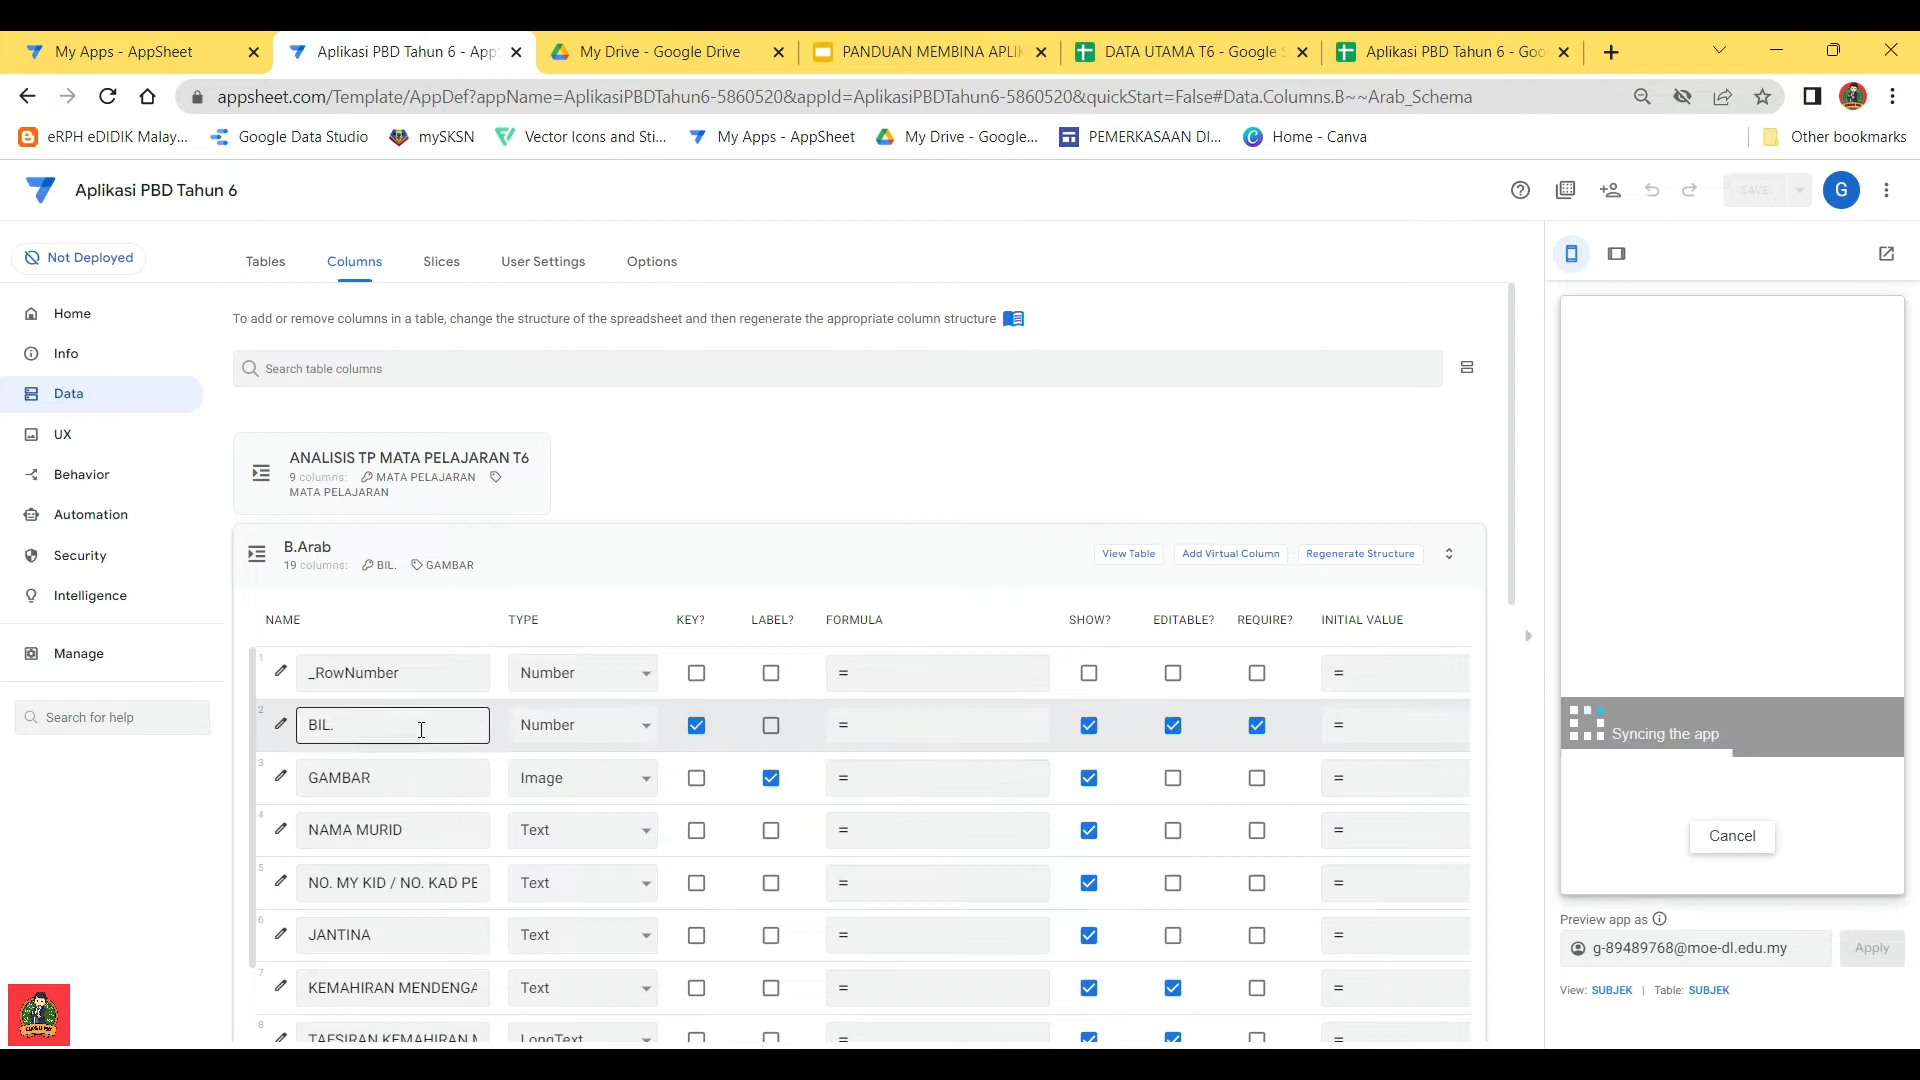 My Apps - AppSheet
Aplikasi PBD Tahun 6 - App
My Drive - Google Drive
PANDUAN MEMBINA APLIK
DATA UTAMA T6 - Google S
Aplikasi PBD Tahun 6 - Goo
appsheet.com/Template/AppDef?appName=AplikasiPBDTahun6-5860520&appId=AplikasiPBDTahun6-5860520&quickStart=False#Data.Columns.B~~Arab_Schema
eRPH eDIDIK Malay...
Google Data Studio
mySKSN
Vector Icons and Sti...
My Apps - AppSheet
My Drive - Google...
PEMERKASAAN DI...
Home - Canva
Other bookmarks
Aplikasi PBD Tahun 6
SAVE
G
Not Deployed
Tables
Columns
Slices
User Settings
Options
Home
Info
Data
UX
Behavior
Automation
Security
Intelligence
Manage
Search for help
To add or remove columns in a table, change the structure of the spreadsheet and then regenerate the appropriate column structure
Search table columns
ANALISIS TP MATA PELAJARAN T6
9 columns: MATA PELAJARAN
MATA PELAJARAN
B.Arab
19 columns: BIL. GAMBAR
View Table
Add Virtual Column
Regenerate Structure
NAME TYPE KEY? LABEL? FORMULA SHOW? EDITABLE? REQUIRE? INITIAL VALUE
1 _RowNumber Number = =
2 BIL. Number = =
3 GAMBAR Image = =
4 NAMA MURID Text = =
5 NO. MY KID / NO. KAD PE Text = =
6 JANTINA Text = =
7 KEMAHIRAN MENDENGA Text = =
8 TAFSIRAN KEMAHIRAN M LongText = =
Syncing the app
Cancel
Preview app as
g-89489768@moe-dl.edu.my
Apply
View: SUBJEK | Table: SUBJEK